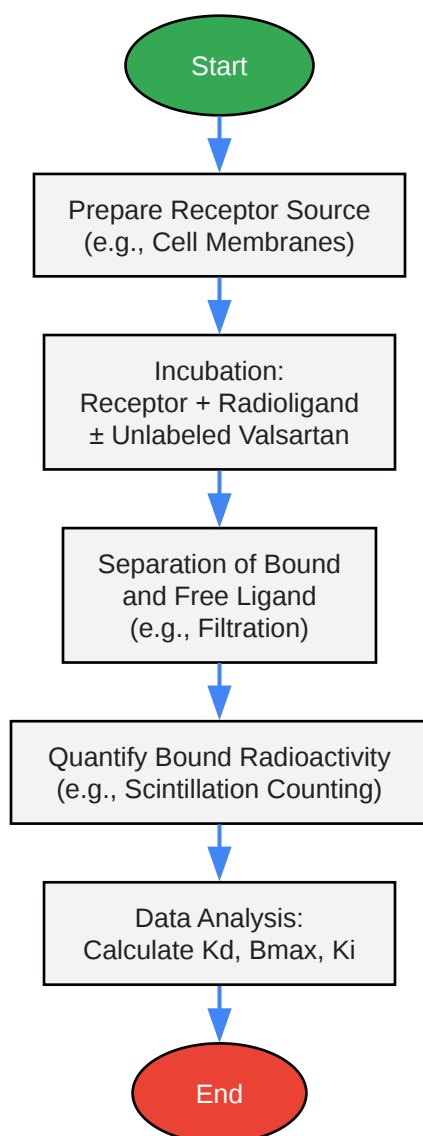 Start
Prepare Receptor Source
(e.g., Cell Membranes)
Incubation:
Receptor + Radioligand
± Unlabeled Valsartan
Separation of Bound
and Free Ligand
(e.g., Filtration)
Quantify Bound Radioactivity
(e.g., Scintillation Counting)
Data Analysis:
Calculate Kd, Bmax, Ki
End